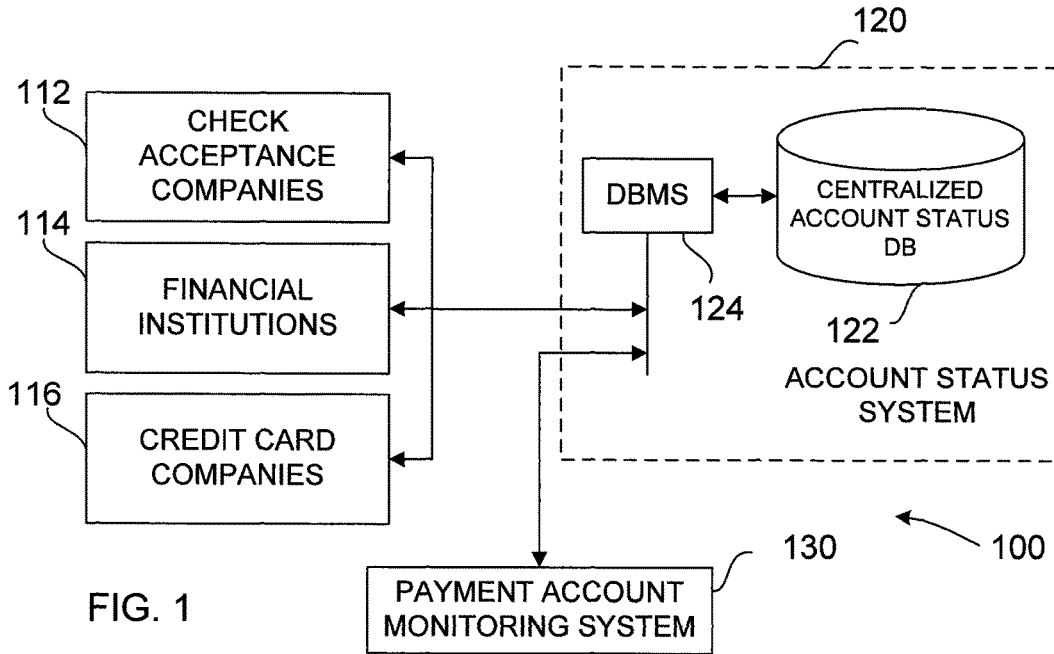 120
112
CHECK
ACCEPTANCE
COMPANIES
DBMS
CENTRALIZED
ACCOUNT STATUS
DB
114
124
122
FINANCIAL
INSTITUTIONS
ACCOUNT STATUS
SYSTEM
116
CREDIT CARD
COMPANIES
100
130
PAYMENT ACCOUNT
MONITORING SYSTEM
FIG. 1